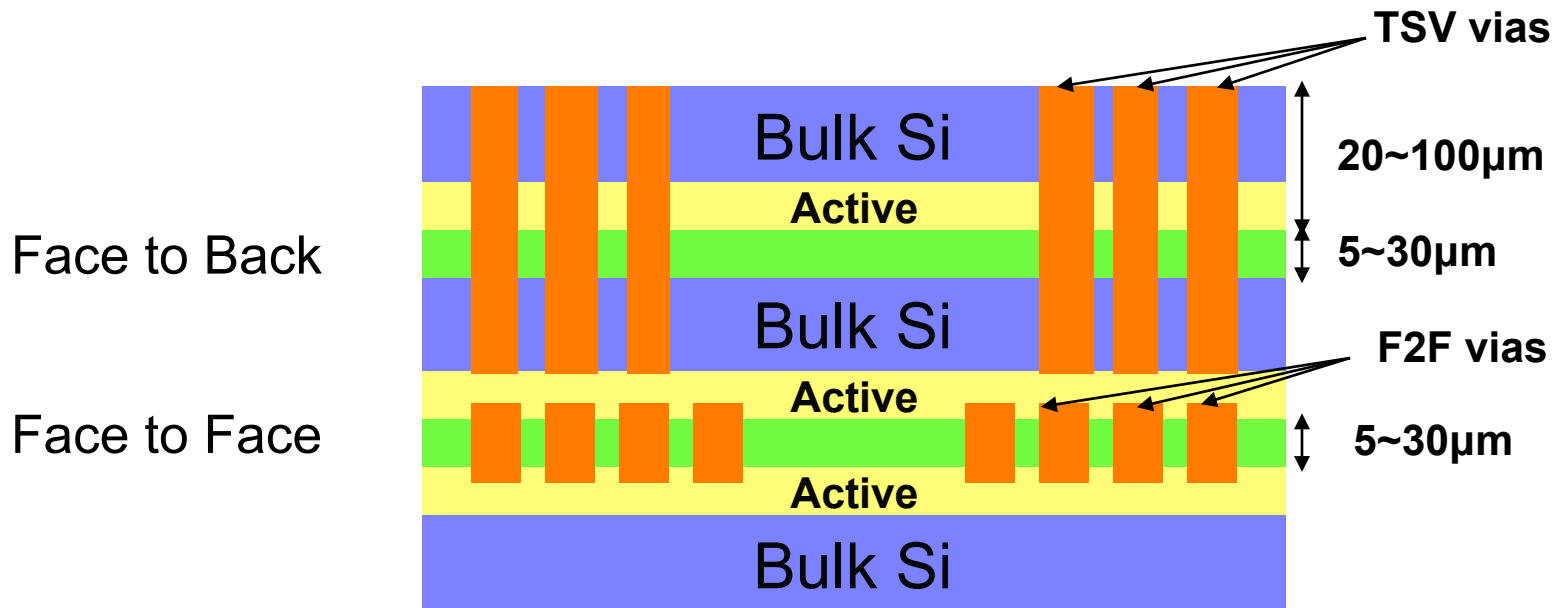 TSV vias
Bulk Si
20~100µm
Active
Face to Back
5~30µm
Bulk Si
F2F vias
Active
Face to Face
5~30µm
Active
Bulk Si